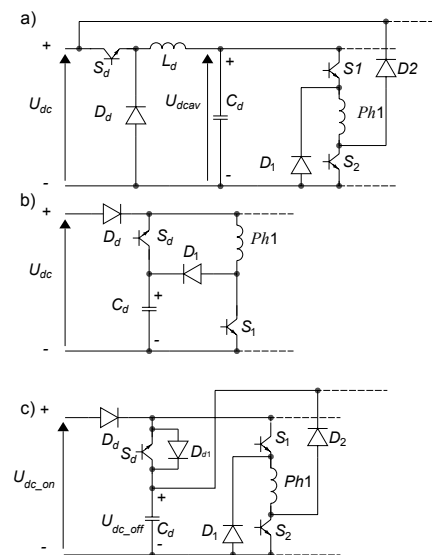 a)
+
S_d
L_d
+
S1
D2
U_dc
D_d
U_dcav
C_d
Ph1
D_1
S_2
-
-
-
b)
+
D_d
S_d
Ph1
U_dc
D_1
+
C_d
S_1
-
-
c)
+
D_d
S_d
D_d1
S_1
D_2
U_dc_on
+
Ph1
U_dc_off
C_d
D_1
S_2
-
-